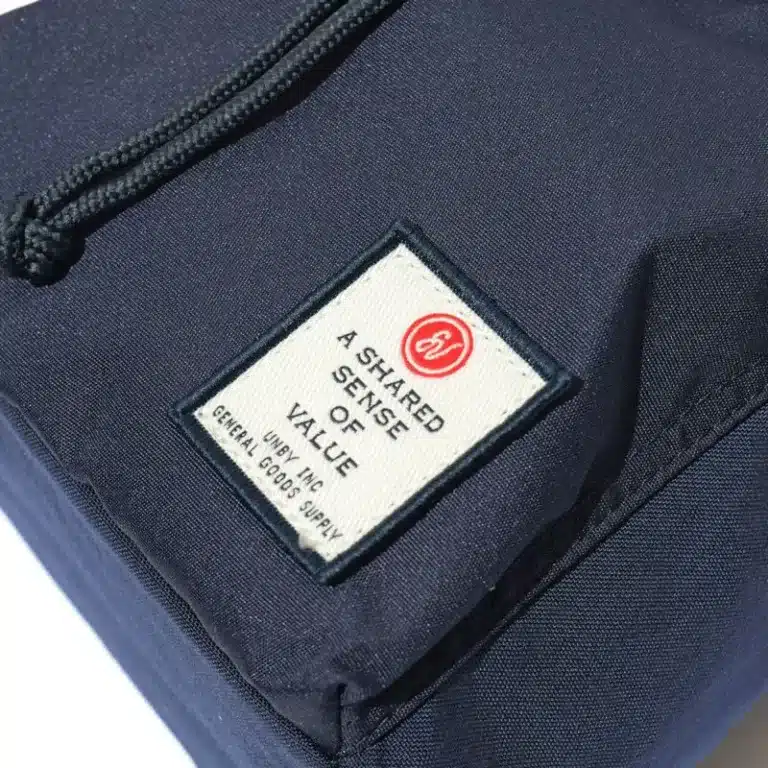 A SHARED
SENSE
OF
VALUE
UNBY INC
GENERAL GOODS SUPPLY